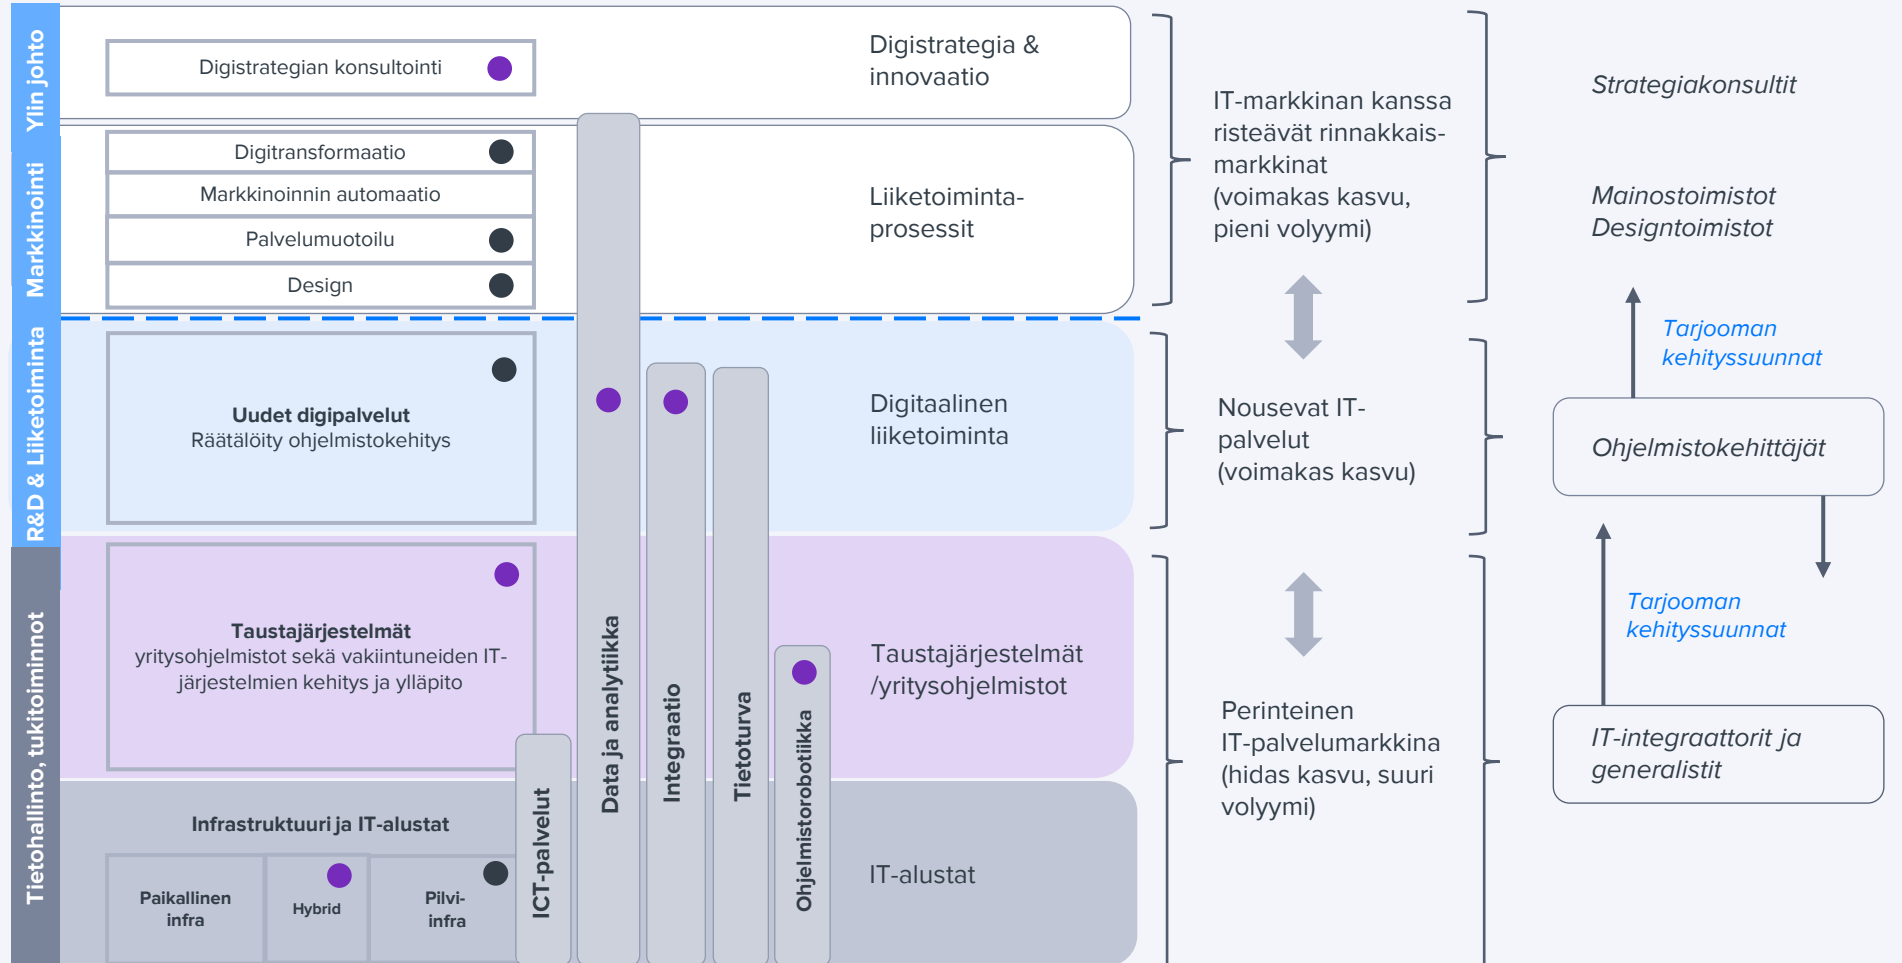 Ylin johto
Markkinointi
R&D & Liiketoiminta
Tietohallinto, tukitoiminnot
Digistrategian konsultointi
Digistrategia &
innovaatio
Digitransformaatio
Markkinoinnin automaatio
Palvelumuotoilu
Design
Liiketoiminta-
prosessit
Uudet digipalvelut
Räätälöity ohjelmistokehitys
Digitaalinen
liiketoiminta
Taustajärjestelmät
yritysohjelmistot sekä vakiintuneiden IT-
järjestelmien kehitys ja ylläpito
Taustajärjestelmät
/yritysohjelmistot
Infrastruktuuri ja IT-alustat
Paikallinen
infra
Hybrid
Pilvi-
infra
IT-alustat
ICT-palvelut
Data ja analytiikka
Integraatio
Tietoturva
Ohjelmistorobotiikka
IT-markkinan kanssa
risteävät rinnakkais-
markkinat
(voimakas kasvu,
pieni volyymi)
Nousevat IT-
palvelut
(voimakas kasvu)
Perinteinen
IT-palvelumarkkina
(hidas kasvu, suuri
volyymi)
Strategiakonsultit
Mainostoimistot
Designtoimistot
Tarjooman
kehityssuunnat
Ohjelmistokehittäjät
Tarjooman
kehityssuunnat
IT-integraattorit ja
generalistit